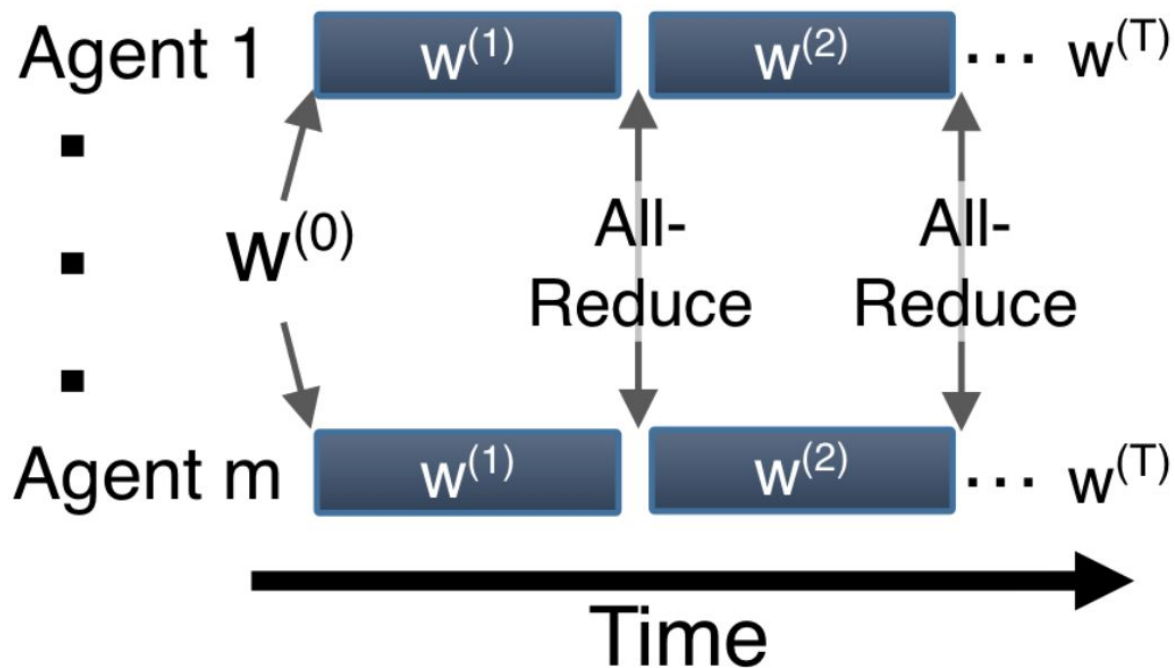 Agent 1 w^(1) w^(2) ··· w^(T)
w^(0)
All-
Reduce
All-
Reduce
Agent m w^(1) w^(2) ··· w^(T)
Time